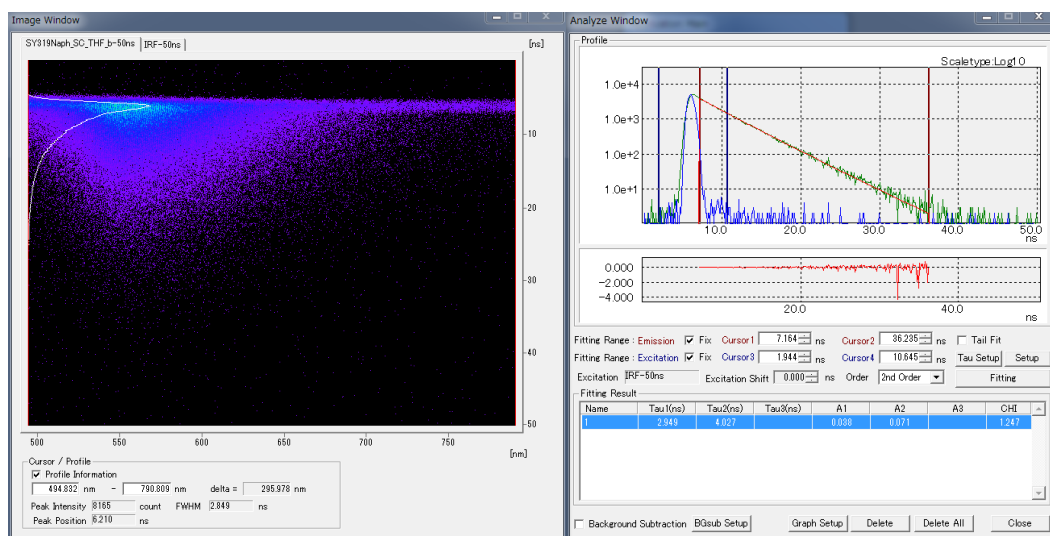 Image Window
SY319Naph_SC_THF_b-50ns IRF-50ns
[ns]
10
20
30
40
50
500 550 600 650 700 750
[nm]
Cursor / Profile
Profile Information
494.832 nm - 790.809 nm delta = 295.978 nm
Peak Intensity 8165 count FWHM 2.849 ns
Peak Position 6.210 ns
Analyze Window
Profile
Scaletype:Log10
1.0e+4
1.0e+3
1.0e+2
1.0e+1
10.0 20.0 30.0 40.0 50.0
ns
0.000
-2.000
-4.000
20.0 40.0
ns
Fitting Range : Emission Fix Cursor1 7.164 ns Cursor2 36.235 ns Tail Fit
Fitting Range : Excitation Fix Cursor3 1.944 ns Cursor4 10.645 ns Tau Setup Setup
Excitation IRF-50ns Excitation Shift 0.000 ns Order 2nd Order Fitting
Fitting Result
Name Tau1(ns) Tau2(ns) Tau3(ns) A1 A2 A3 CHI
1 2.949 4.027 0.038 0.071 1.247
Background Subtraction BGsub Setup Graph Setup Delete Delete All Close